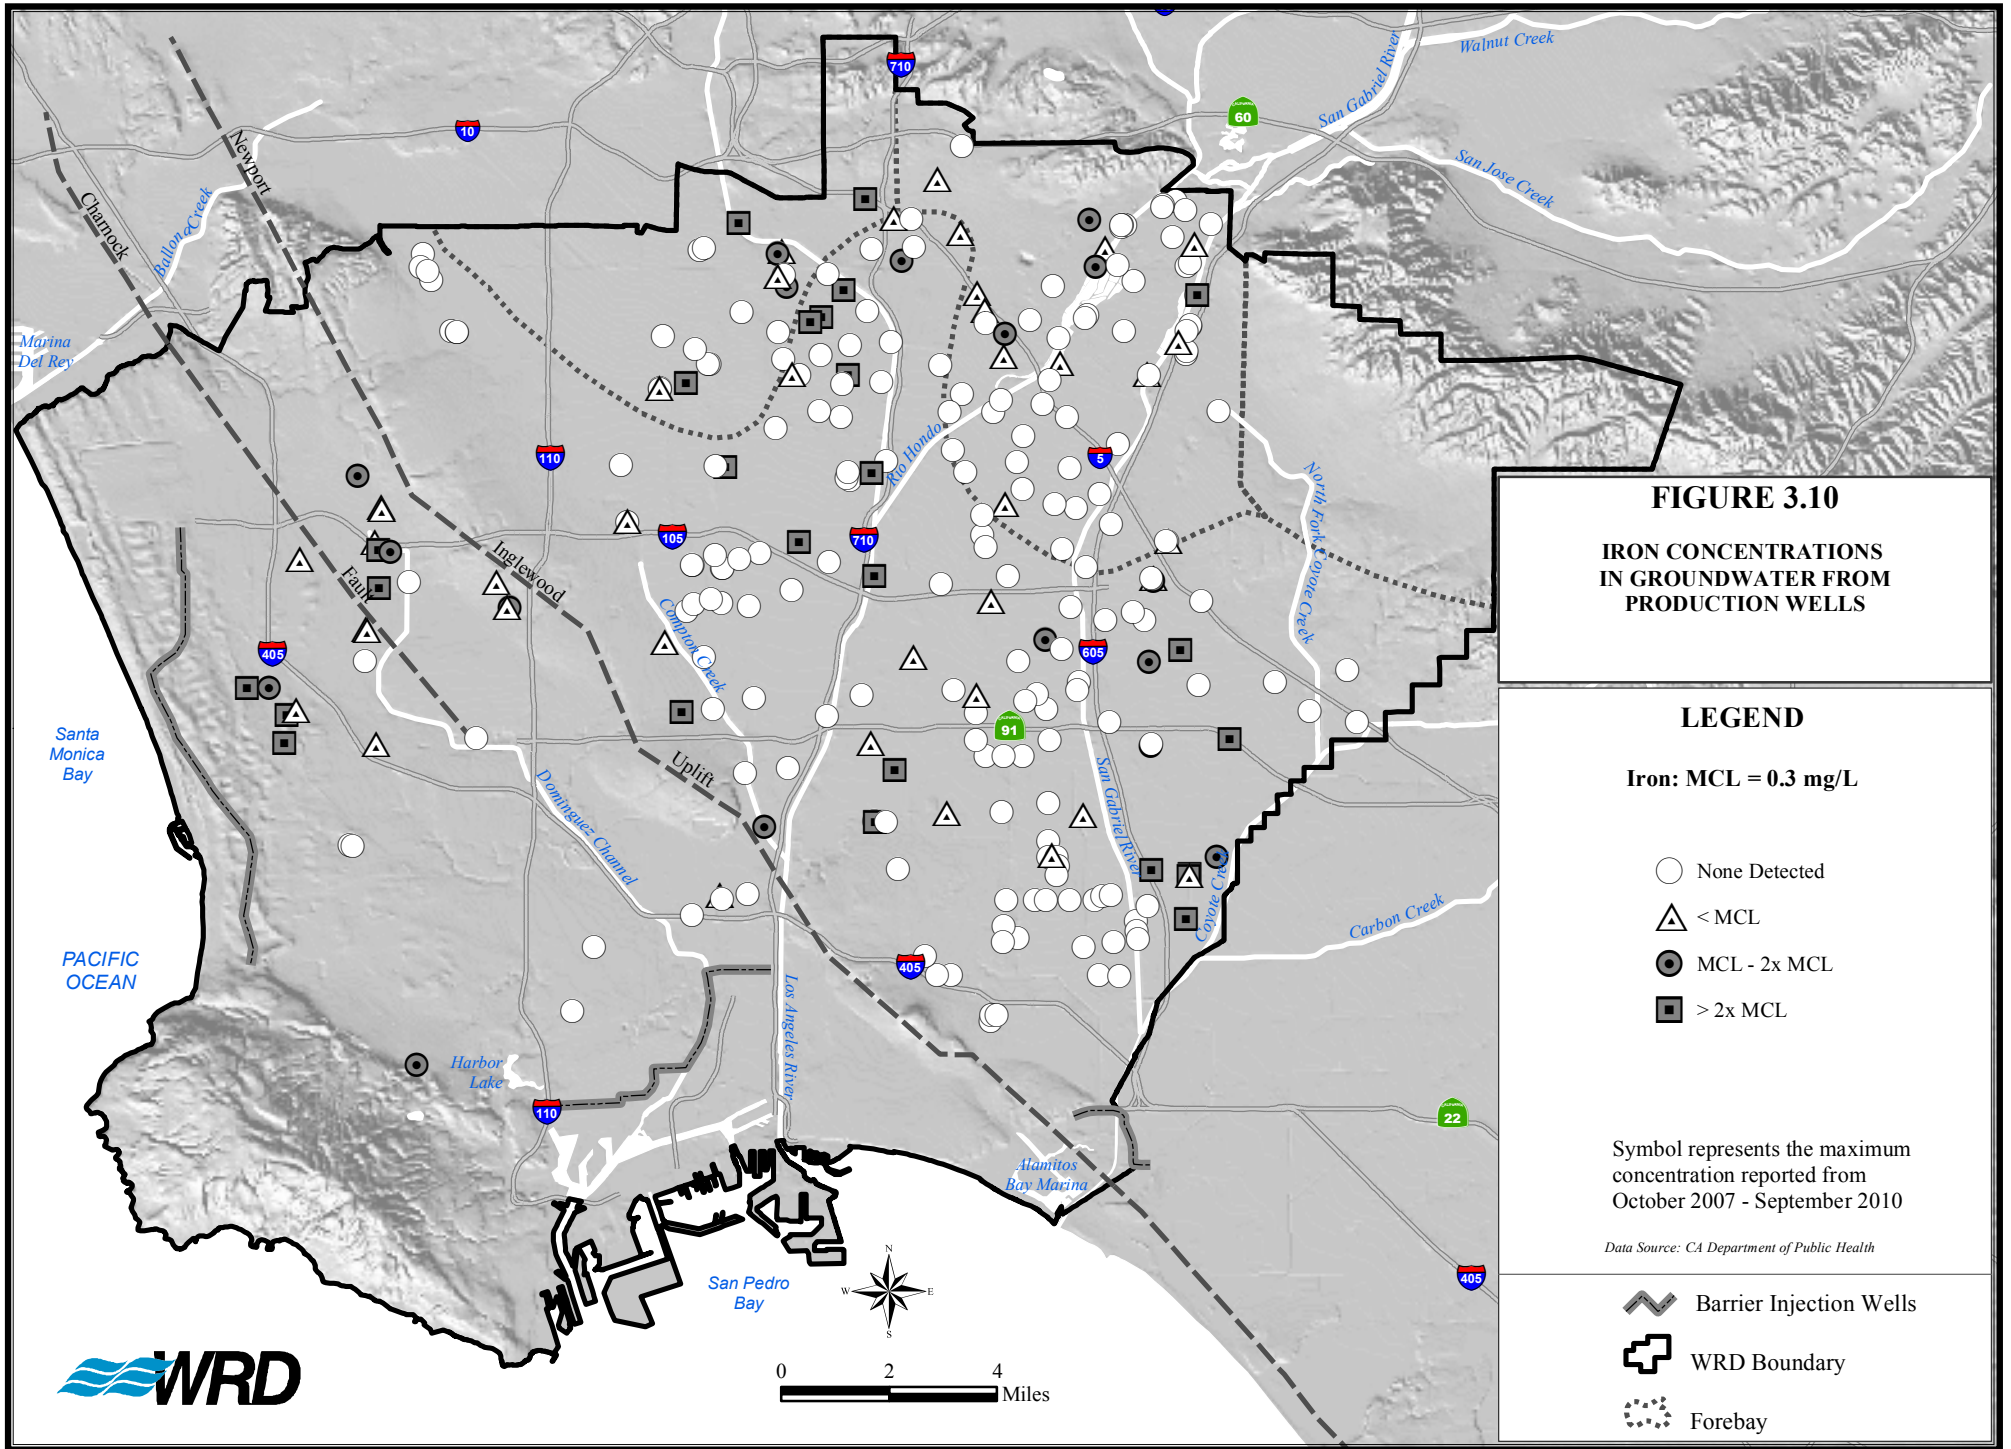 710
10
60
Walnut Creek
San Gabriel River
San Jose Creek
Newport
Charnock
Ballona Creek
Marina
Del Rey
110
Rio Hondo
5
North Fork Coyote Creek
105
710
Inglewood
Fault
Compton Creek
405
605
Santa
Monica
Bay
91
Uplift
San Gabriel River
Dominguez Channel
Coyote Creek
Carbon Creek
PACIFIC
OCEAN
405
Los Angeles River
Harbor
Lake
110
22
Alamitos
Bay Marina
405
San Pedro
Bay
N
W
E
S
0 2 4
Miles
WRD
FIGURE 3.10
IRON CONCENTRATIONS
IN GROUNDWATER FROM
PRODUCTION WELLS
LEGEND
Iron: MCL = 0.3 mg/L
None Detected
< MCL
MCL - 2x MCL
> 2x MCL
Symbol represents the maximum
concentration reported from
October 2007 - September 2010
Data Source: CA Department of Public Health
Barrier Injection Wells
WRD Boundary
Forebay